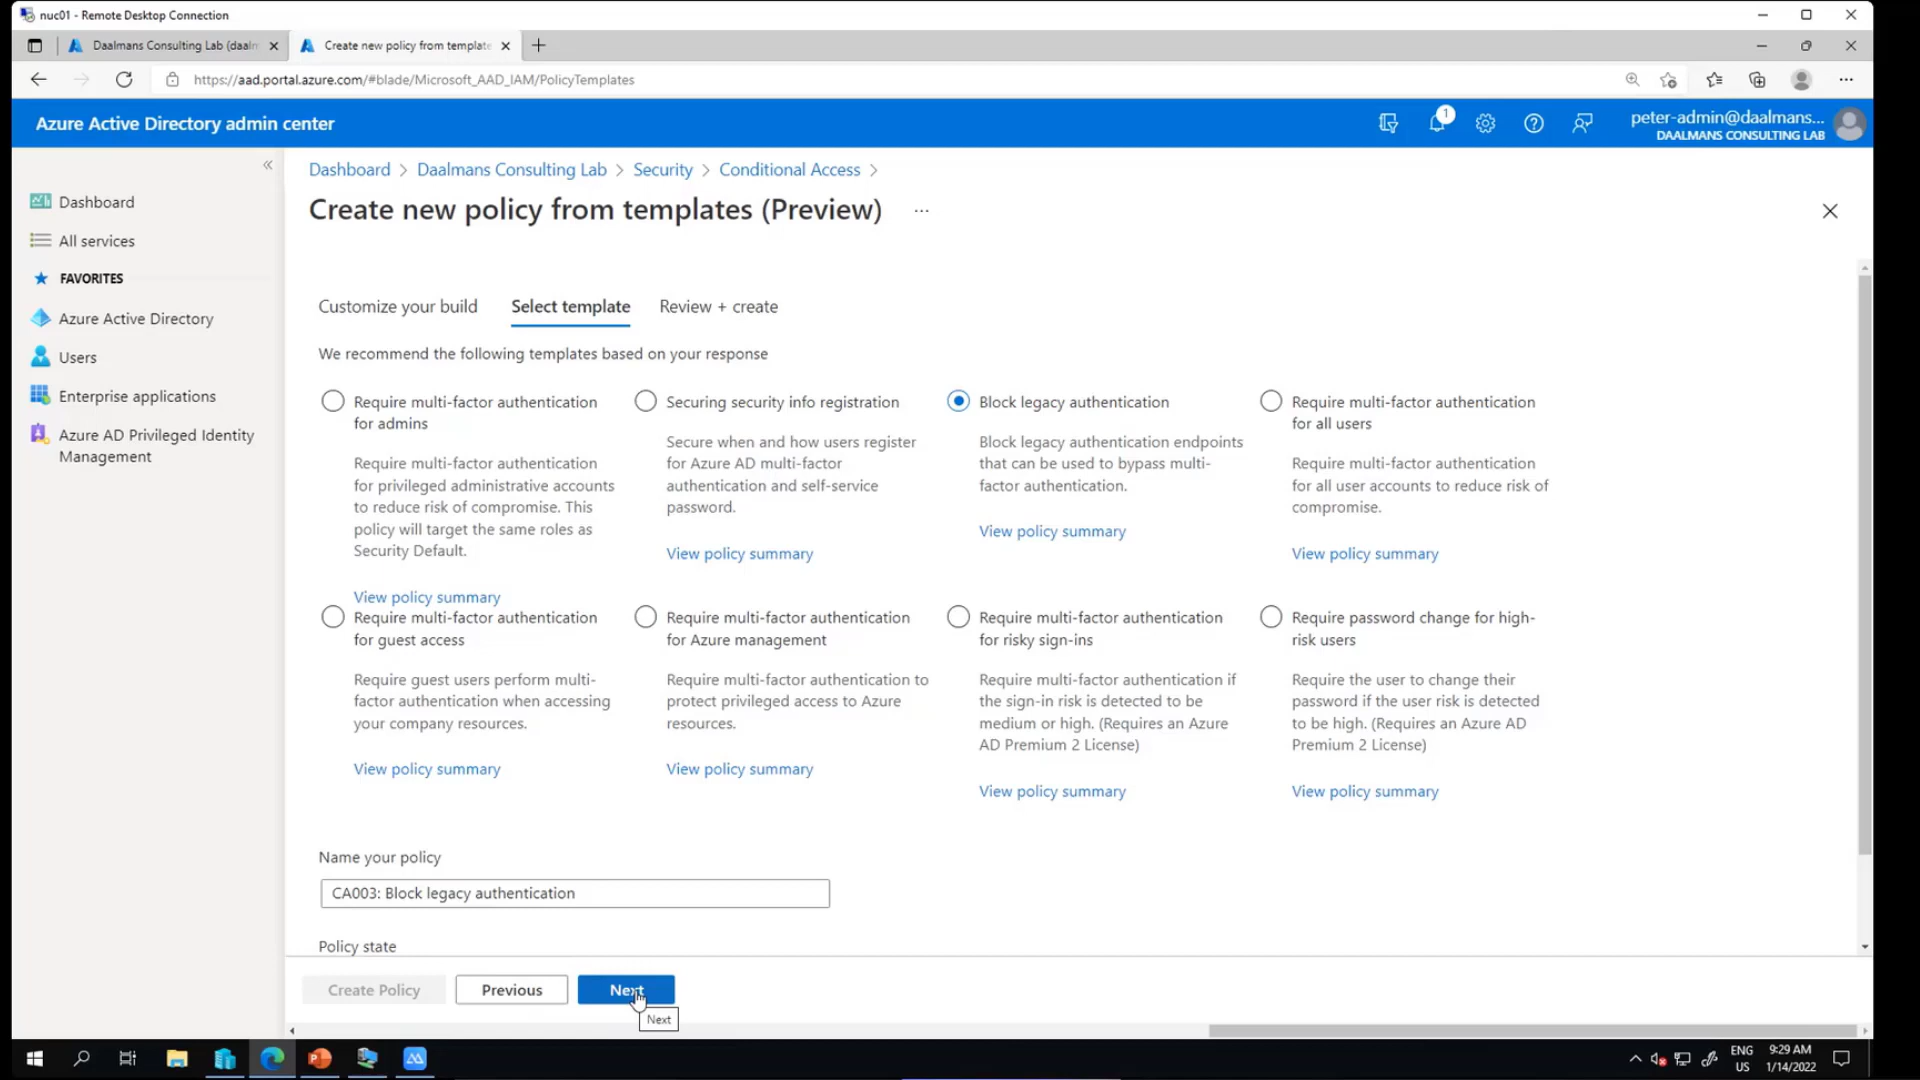 nuc01 - Remote Desktop Connection
Daalmans Consulting Lab (daaln
Create new policy from template
https://aad.portal.azure.com/#blade/Microsoft_AAD_IAM/PolicyTemplates
Azure Active Directory admin center
1
peter-admin@daalmans...
DAALMANS CONSULTING LAB
Dashboard > Daalmans Consulting Lab > Security > Conditional Access >
Create new policy from templates (Preview) ...
Dashboard
All services
FAVORITES
Azure Active Directory
Users
Enterprise applications
Azure AD Privileged Identity
Management
Customize your build Select template Review + create
We recommend the following templates based on your response
Require multi-factor authentication
for admins
Require multi-factor authentication
for privileged administrative accounts
to reduce risk of compromise. This
policy will target the same roles as
Security Default.
View policy summary
Securing security info registration
Secure when and how users register
for Azure AD multi-factor
authentication and self-service
password.
View policy summary
Block legacy authentication
Block legacy authentication endpoints
that can be used to bypass multi-
factor authentication.
View policy summary
Require multi-factor authentication
for all users
Require multi-factor authentication
for all user accounts to reduce risk of
compromise.
View policy summary
Require multi-factor authentication
for guest access
Require guest users perform multi-
factor authentication when accessing
your company resources.
View policy summary
Require multi-factor authentication
for Azure management
Require multi-factor authentication to
protect privileged access to Azure
resources.
View policy summary
Require multi-factor authentication
for risky sign-ins
Require multi-factor authentication if
the sign-in risk is detected to be
medium or high. (Requires an Azure
AD Premium 2 License)
View policy summary
Require password change for high-
risk users
Require the user to change their
password if the user risk is detected
to be high. (Requires an Azure AD
Premium 2 License)
View policy summary
Name your policy
CA003: Block legacy authentication
Policy state
Create Policy Previous Next
Next
ENG
US
9:29 AM
1/14/2022